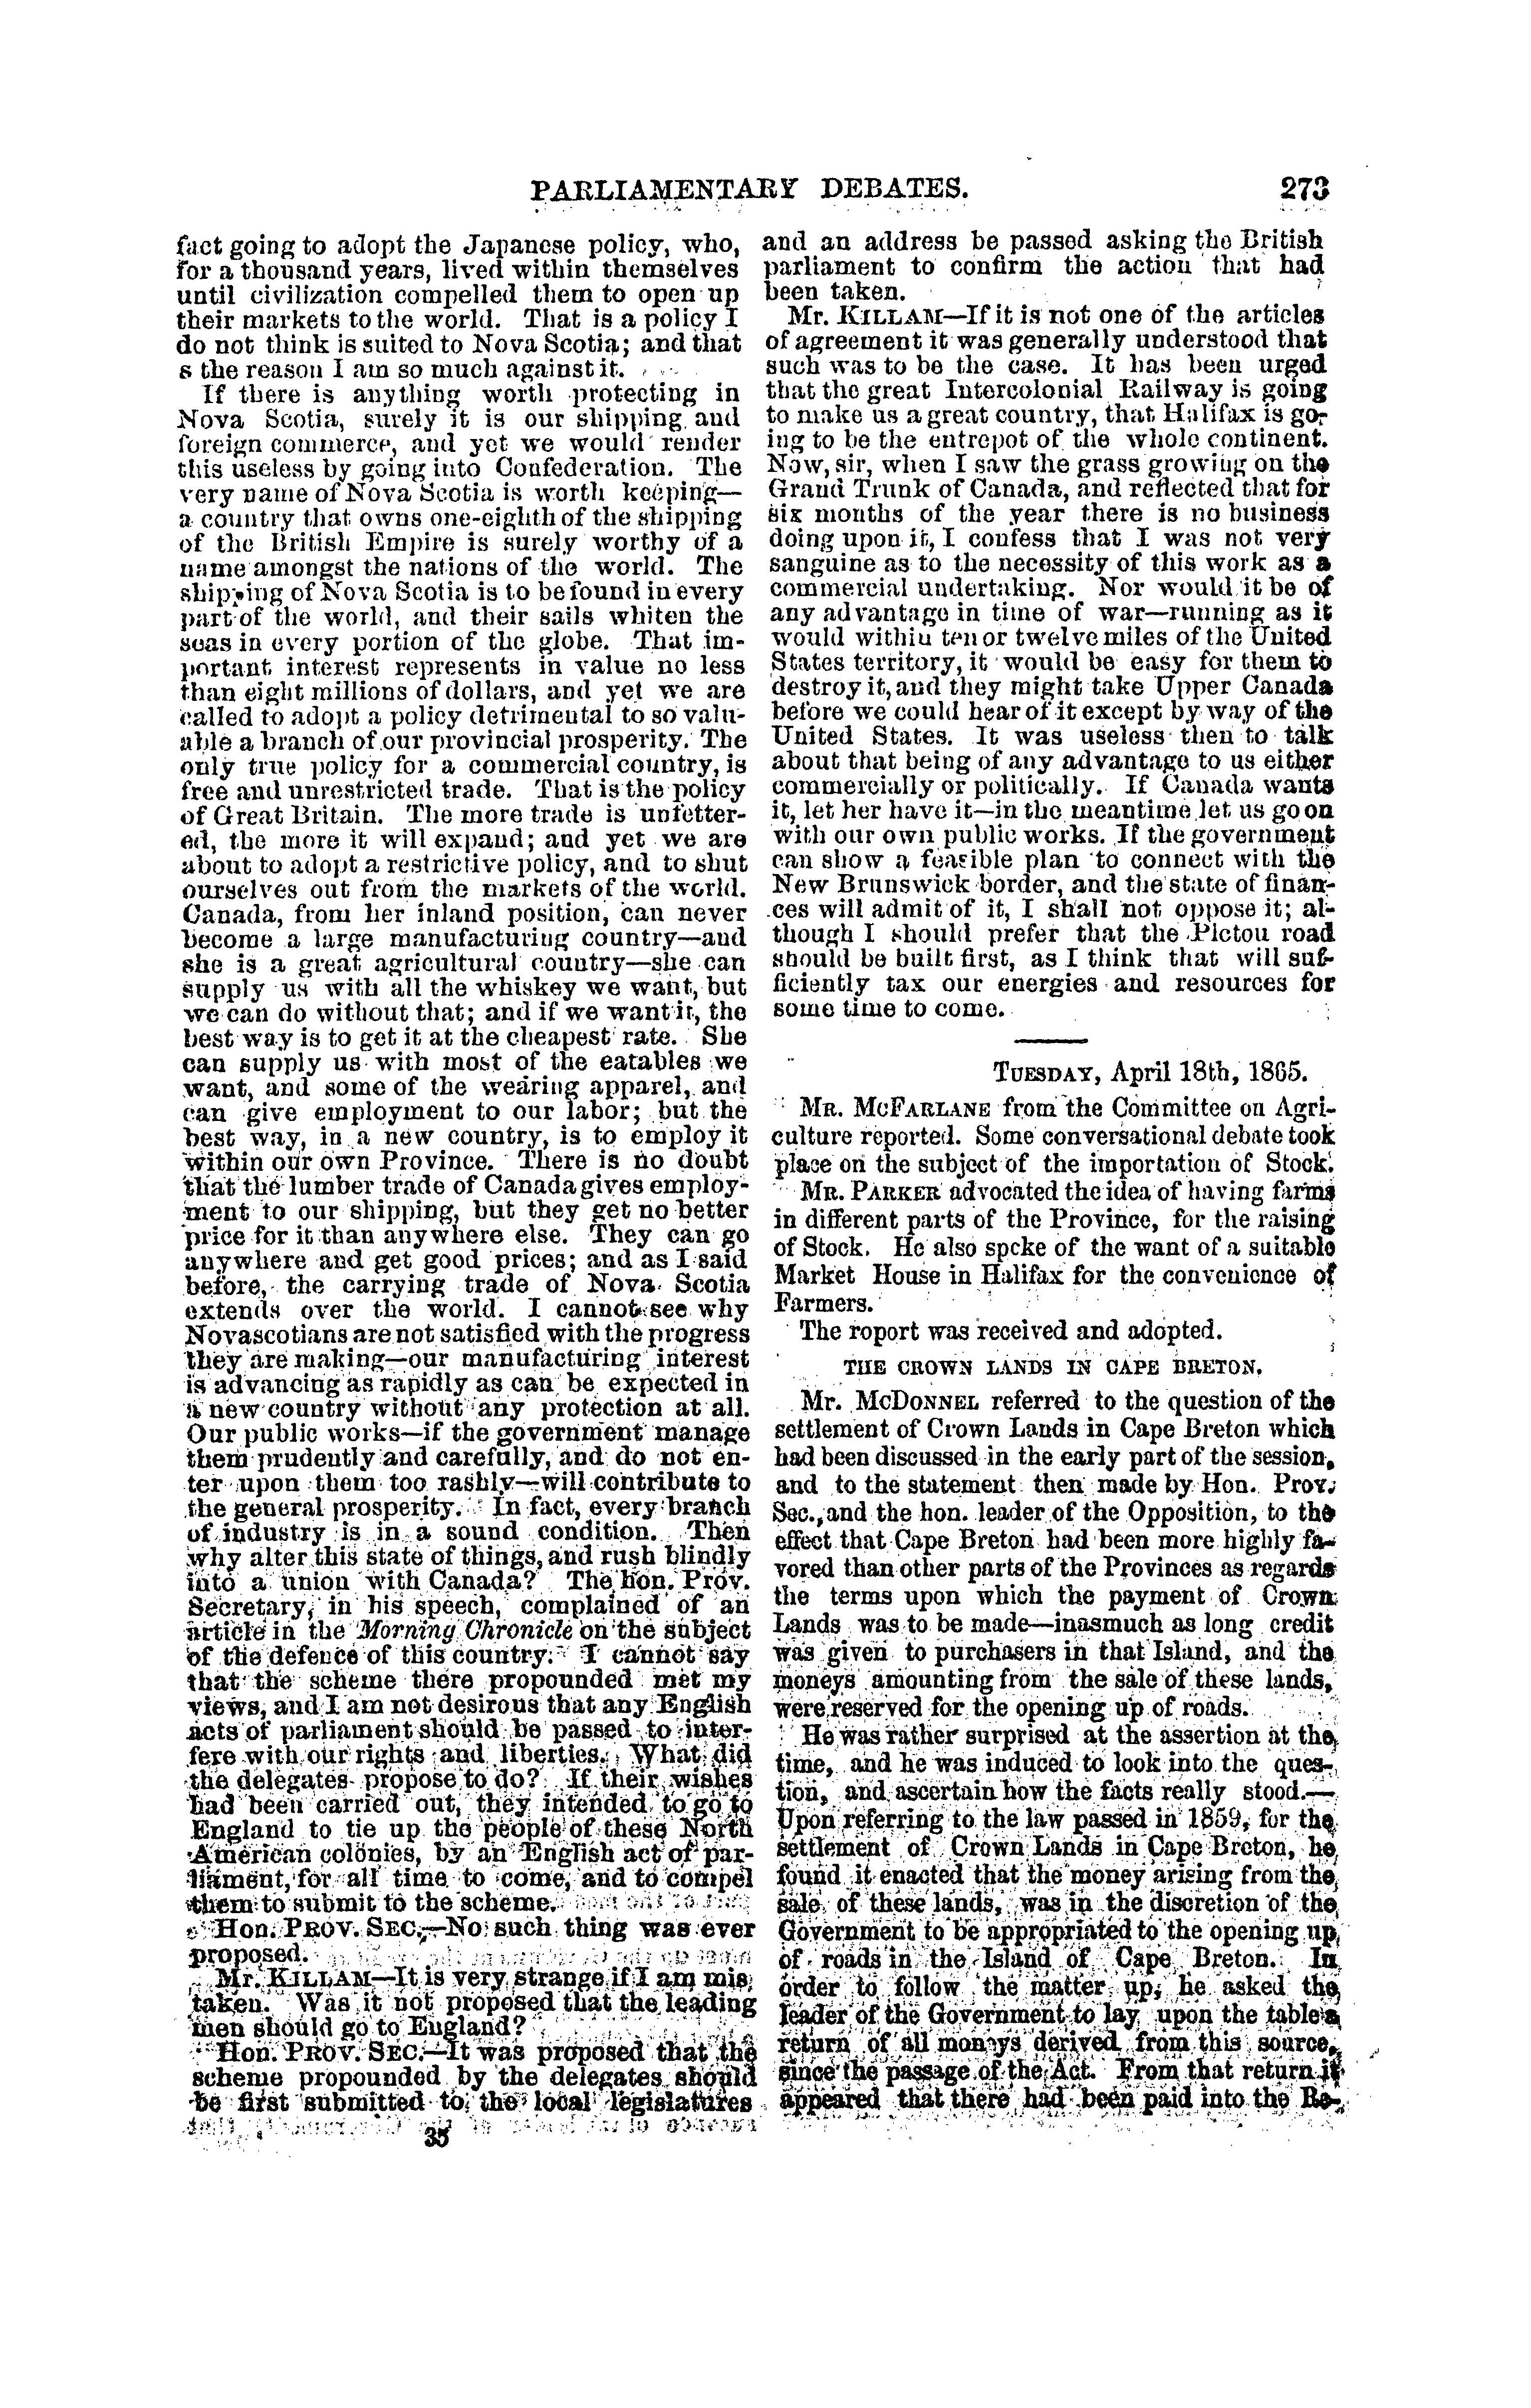 PARLIAMENTARY DEBATES.
273
fact going to adopt the Japanese policy, who,
for a thousand years, lived within themselves
until civilization compelled them to open up
their markets to the world. That is a policy I
do not think is suited to Nova Scotia; and that
s the reason I am so much against it.
If there is anything worth protecting in
Nova Scotia, surely it is our shipping and
foreign commerce, and yet we would render
this useless by going into Confederation. The
very name of Nova Scotia is worth keeping—
a country that owns one-eighth of the shipping
of the British Empire is surely worthy of a
name amongst the nations of the world. The
shipping of Nova Scotia is to be found in every
part of the world, and their sails whiten the
seas in every portion of the globe. That im-
portant interest represents in value no less
than eight millions of dollars, and yet we are
called to adopt a policy detrimental to so valu-
able a branch of our provincial prosperity. The
only true policy for a commercial country, is
free and unrestricted trade. That is the policy
of Great Britain. The more trade is unfetter-
ed, the more it will expand; and yet we are
about to adopt a restrictive policy, and to shut
ourselves out from the markets of the world.
Canada, from her inland position, can never
become a large manufacturing country—and
she is a great agricultural country—she can
supply us with all the whiskey we want, but
we can do without that; and if we want it, the
best way is to get it at the cheapest rate. She
can supply us with most of the eatables we
want, and some of the wearing apparel, and
can give employment to our labor; but the
best way, in a new country, is to employ it
within our own Province. There is no doubt
that the lumber trade of Canada gives employ-
ment to our shipping, but they get no better
price for it than anywhere else. They can go
anywhere and get good prices; and as I said
before, the carrying trade of Nova Scotia
extends over the world. I cannot see why
Novascotians are not satisfied with the progress
they are making—our manufacturing interest
is advancing as rapidly as can be expected in
a new country without any protection at all.
Our public works—if the government manage
them prudently and carefully, and do not en-
ter upon them too rashly—will contribute to
the general prosperity. In fact, every branch
of industry is in a sound condition. Then
why alter this state of things, and rush blindly
into a union with Canada? The hon. Prov.
Secretary, in his speech, complained of an
article in the Morning Chronicle on the subject
of the defence of this country. I cannot say
that the scheme there propounded met my
views, and I am not desirous that any English
acts of parliament should be passed to inter-
fere with our rights and liberties. What did
the delegates propose to do? If their wishes
had been carried out, they intended to go to
England to tie up the people of these North
American colonies, by an English act of par-
liament, for all time to come, and to compel
them to submit to the scheme.
Hon. PROV. SEC.—No such thing was ever
proposed.
Mr. KILLAM—It is very strange if I am mis
taken. Was it not proposed that the leading
men should go to England?
Hon. PROV. SEC.—It was proposed that the
scheme propounded by the delegates should
be first submitted to the local legislatures
35
and an address be passed asking the British
parliament to confirm the action that had
been taken.
Mr. KILLAM—If it is not one of the articles
of agreement it was generally understood that
such was to be the case. It has been urged
that the great Intercolonial Railway is going
to make us a great country, that Halifax is go-
ing to be the entrepot of the whole continent.
Now, sir, when I saw the grass growing on the
Grand Trunk of Canada, and reflected that for
six months of the year there is no business
doing upon it, I confess that I was not very
sanguine as to the necessity of this work as a
commercial undertaking. Nor would it be of
any advantage in time of war—running as it
would within ten or twelve miles of the United
States territory, it would be easy for them to
destroy it, and they might take Upper Canada
before we could hear of it except by way of the
United States. It was useless then to talk
about that being of any advantage to us either
commercially or politically. If Canada wants
it, let her have it—in the meantime let us go on
with our own public works. If the government
can show a feasible plan to connect with the
New Brunswick border, and the state of finan-
ces will admit of it, I shall not oppose it; al-
though I should prefer that the Pictou road
should be built first, as I think that will suf-
ficiently tax our energies and resources for
some time to come.
TUESDAY, April 18th, 1865.
MR. MCFARLANE from the Committee on Agri-
culture reported. Some conversational debate took
place on the subject of the importation of Stock.
MR. PARKER advocated the idea of having farms
in different parts of the Province, for the raising
of Stock. He also spcke of the want of a suitable
Market House in Halifax for the convenience of
Farmers.
The roport was received and adopted.
THE CROWN LANDS IN CAPE BRETON.
Mr. MCDONNEL referred to the question of the
settlement of Crown Lands in Cape Breton which
had been discussed in the early part of the session,
and to the statement then made by Hon. Prov.
Sec., and the hon. leader of the Opposition, to the
effect that Cape Breton had been more highly fa-
vored than other parts of the Provinces as regards
the terms upon which the payment of Crown
Lands was to be made—inasmuch as long credit
was given to purchasers in that Island, and the
moneys amounting from the sale of these lands,
were reserved for the opening up of roads.
He was rather surprised at the assertion at the
time, and he was induced to look into the ques-
tion, and ascertain how the facts really stood.—
Upon referring to the law passed in 1859, for the
settlement of Crown Lands in Cape Breton, he
found it enacted that the money arising from the
sale of these lands, was in the discretion of the
Government to be appropriated to the opening up
of roads in the Island of Cape Breton. In
order to follow the matter up, he asked the
leader of the Government to lay upon the table a
return of all moneys derived from this source,
since the passage of the Act. From that return it
appeared that there had been paid into the Re-